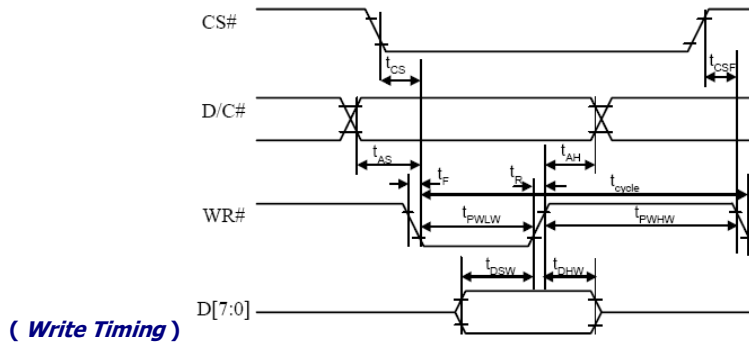 CS#
tCS
tCSF
D/C#
tAS
tAH
tF
tR
tcycle
WR#
tPWLW
tPWHW
tDSW
tDHW
D[7:0]
( Write Timing )